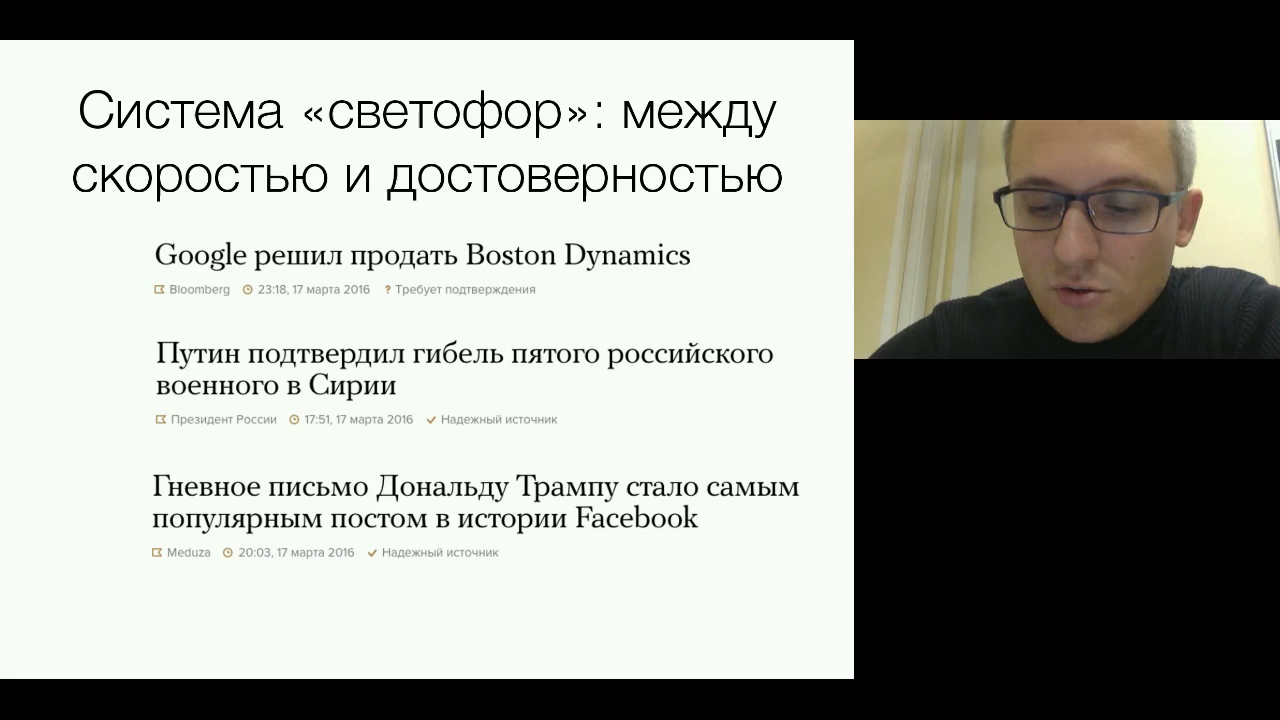 Система «светофор»: между
скоростью и достоверностью
Google решил продать Boston Dynamics
Bloomberg 23:18, 17 марта 2016 ? Требует подтверждения
Путин подтвердил гибель пятого российского
военного в Сирии
Президент России 17:51, 17 марта 2016 Надежный источник
Гневное письмо Дональду Трампу стало самым
популярным постом в истории Facebook
Meduza 20:03, 17 марта 2016 Надежный источник